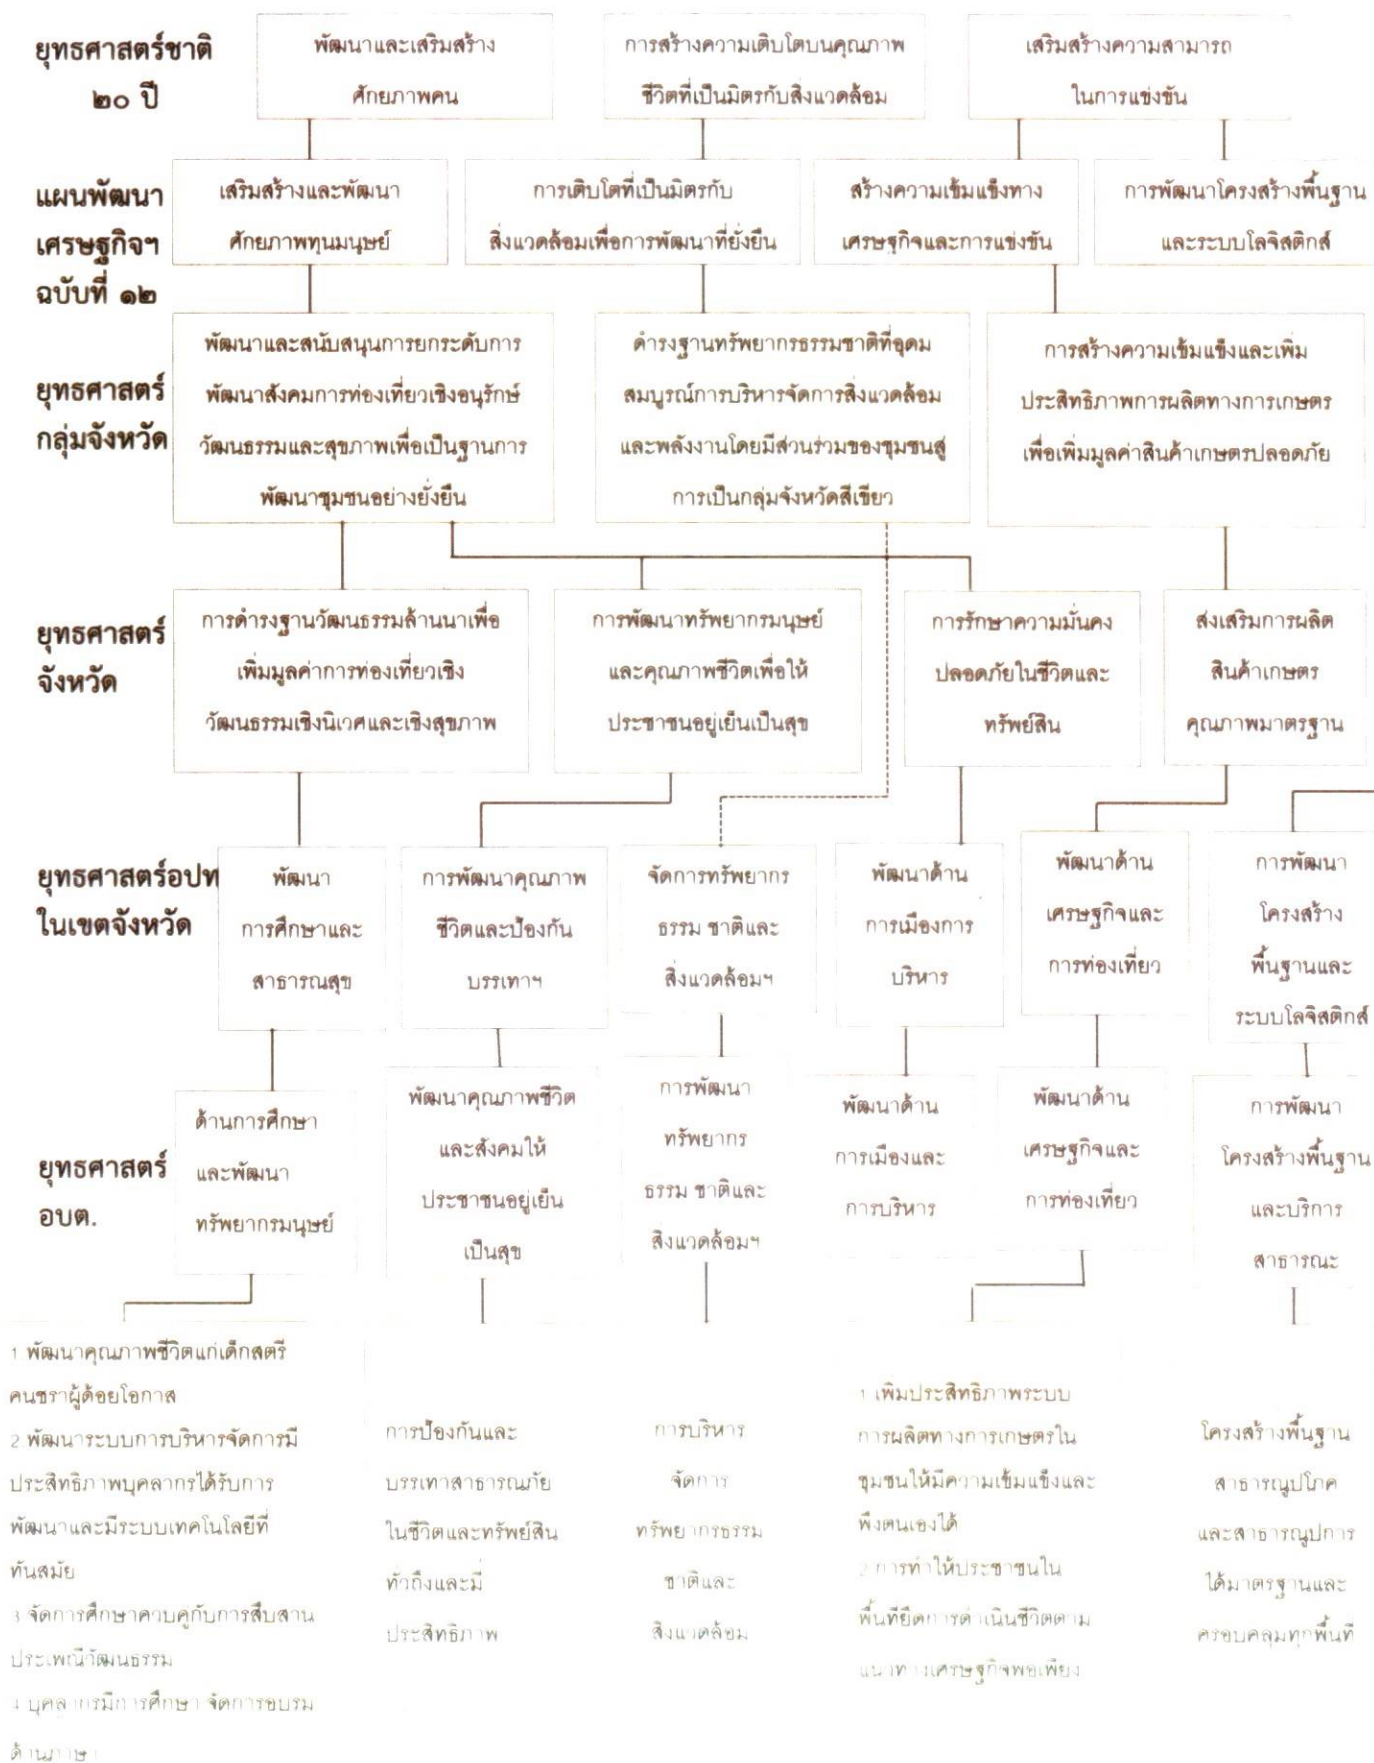 ยุทธศาสตร์ชาติ
๒๐ ปี
พัฒนาและเสริมสร้าง
ศักยภาพคน
การสร้างความเติบโตบนคุณภาพ
ชีวิตที่เป็นมิตรกับสิ่งแวดล้อม
เสริมสร้างความสามารถ
ในการแข่งขัน
แผนพัฒนา
เศรษฐกิจฯ
ฉบับที่ ๑๒
เสริมสร้างและพัฒนา
ศักยภาพทุนมนุษย์
การเติบโตที่เป็นมิตรกับ
สิ่งแวดล้อมเพื่อการพัฒนาที่ยั่งยืน
สร้างความเข้มแข็งทาง
เศรษฐกิจและการแข่งขัน
การพัฒนาโครงสร้างพื้นฐาน
และระบบโลจิสติกส์
ยุทธศาสตร์
กลุ่มจังหวัด
พัฒนาและสนับสนุนการยกระดับการ
พัฒนาสังคมการท่องเที่ยวเชิงอนุรักษ์
วัฒนธรรมและสุขภาพเพื่อเป็นฐานการ
พัฒนาชุมชนอย่างยั่งยืน
ดำรงฐานทรัพยากรธรรมชาติที่อุดม
สมบูรณ์การบริหารจัดการสิ่งแวดล้อม
และพลังงานโดยมีส่วนร่วมของชุมชนสู่
การเป็นกลุ่มจังหวัดสีเขียว
การสร้างความเข้มแข็งและเพิ่ม
ประสิทธิภาพการผลิตทางการเกษตร
เพื่อเพิ่มมูลค่าสินค้าเกษตรปลอดภัย
ยุทธศาสตร์
จังหวัด
การดำรงฐานวัฒนธรรมล้านนาเพื่อ
เพิ่มมูลค่าการท่องเที่ยวเชิง
วัฒนธรรมเชิงนิเวศและเชิงสุขภาพ
การพัฒนาทรัพยากรมนุษย์
และคุณภาพชีวิตเพื่อให้
ประชาชนอยู่เย็นเป็นสุข
การรักษาความมั่นคง
ปลอดภัยในชีวิตและ
ทรัพย์สิน
ส่งเสริมการผลิต
สินค้าเกษตร
คุณภาพมาตรฐาน
ยุทธศาสตร์อปท
ในเขตจังหวัด
พัฒนา
การศึกษาและ
สาธารณสุข
การพัฒนาคุณภาพ
ชีวิตและป้องกัน
บรรเทาฯ
จัดการทรัพยากร
ธรรม ชาติและ
สิ่งแวดล้อมฯ
พัฒนาด้าน
การเมืองการ
บริหาร
พัฒนาด้าน
เศรษฐกิจและ
การท่องเที่ยว
การพัฒนา
โครงสร้าง
พื้นฐานและ
ระบบโลจิสติกส์
ยุทธศาสตร์
อบต.
ด้านการศึกษา
และพัฒนา
ทรัพยากรมนุษย์
พัฒนาคุณภาพชีวิต
และสังคมให้
ประชาชนอยู่เย็น
เป็นสุข
การพัฒนา
ทรัพยากร
ธรรม ชาติและ
สิ่งแวดล้อมฯ
พัฒนาด้าน
การเมืองและ
การบริหาร
พัฒนาด้าน
เศรษฐกิจและ
การท่องเที่ยว
การพัฒนา
โครงสร้างพื้นฐาน
และบริการ
สาธารณะ
1 พัฒนาคุณภาพชีวิตแก่เด็กสตรี
คนชราผู้ด้อยโอกาส
2 พัฒนาระบบการบริหารจัดการมี
ประสิทธิภาพบุคลากรได้รับการ
พัฒนาและมีระบบเทคโนโลยีที่
ทันสมัย
3 จัดการศึกษาควบคู่กับการสืบสาน
ประเพณีวัฒนธรรม
4 บุคลากรมีการศึกษา จัดการอบรม
ด้านภาษา
การป้องกันและ
บรรเทาสาธารณภัย
ในชีวิตและทรัพย์สิน
ทั่วถึงและมี
ประสิทธิภาพ
การบริหาร
จัดการ
ทรัพยากรธรรม
ชาติและ
สิ่งแวดล้อม
1 เพิ่มประสิทธิภาพระบบ
การผลิตทางการเกษตรใน
ชุมชนให้มีความเข้มแข็งและ
พึ่งตนเองได้
2 การทำให้ประชาชนใน
พื้นที่ยึดการดำเนินชีวิตตาม
แนวทางเศรษฐกิจพอเพียง
โครงสร้างพื้นฐาน
สาธารณูปโภค
และสาธารณูปการ
ได้มาตรฐานและ
ครอบคลุมทุกพื้นที่